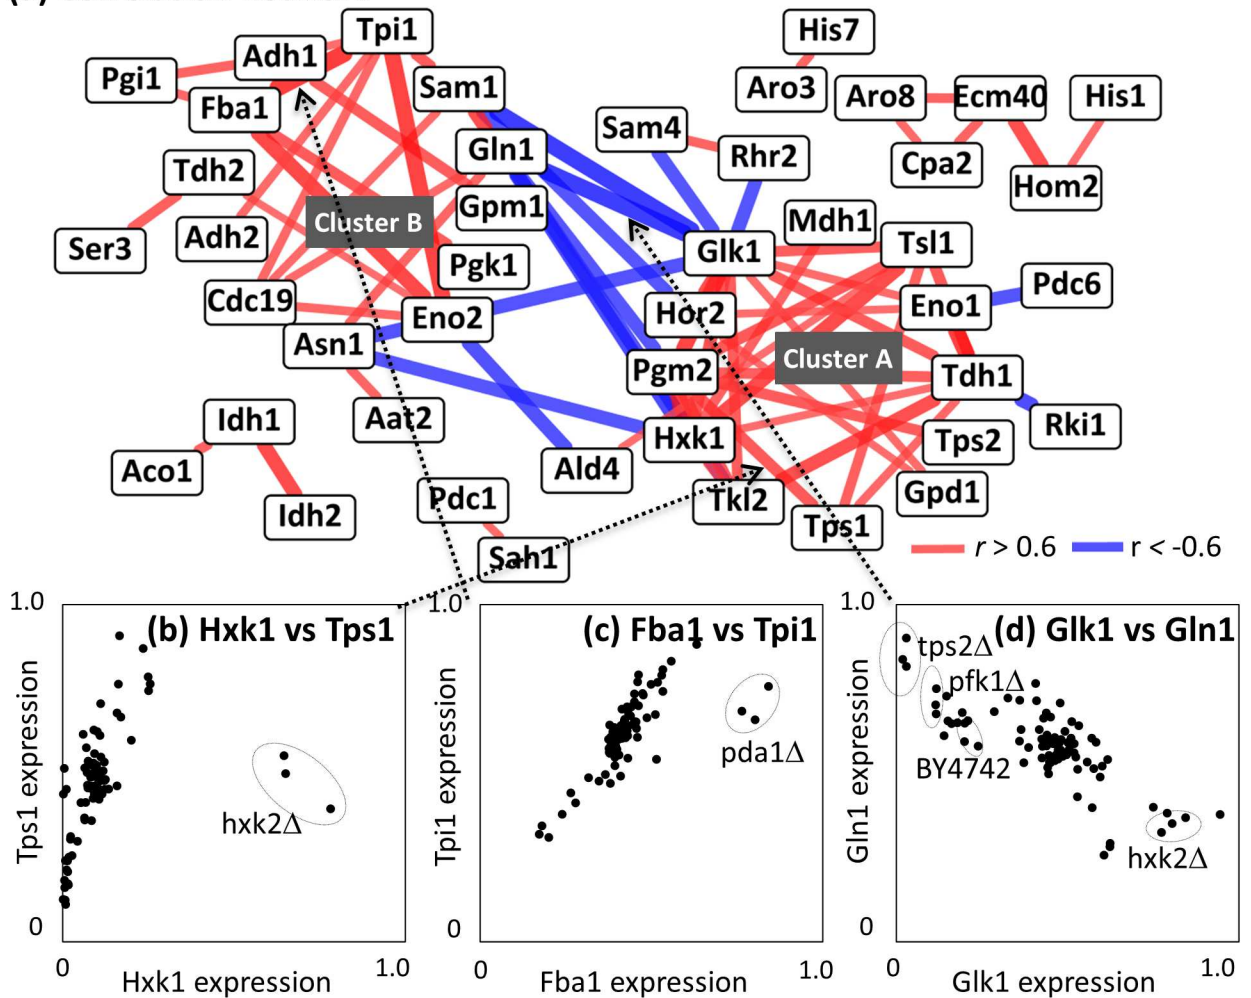 Tpi1
His7
Adh1
Pgi1
Sam1
Aro3
Aro8
Ecm40
His1
Fba1
Sam4
Gln1
Rhr2
Cpa2
Tdh2
Hom2
Gpm1
Mdh1
Cluster B
Ser3
Adh2
Glk1
Tsl1
Pgk1
Pdc6
Cdc19
Eno1
Hor2
Eno2
Asn1
Cluster A
Pgm2
Tdh1
Idh1
Aat2
Rki1
Hxk1
Tps2
Aco1
Ald4
Gpd1
Pdc1
Tkl2
Idh2
Tps1
Sah1
r > 0.6
r < -0.6
1.0
(b) Hxk1 vs Tps1
Tps1 expression
hxk2Δ
0
0
Hxk1 expression
1.0
1.0
(c) Fba1 vs Tpi1
Tpi1 expression
pda1Δ
0
0
Fba1 expression
1.0
1.0
(d) Glk1 vs Gln1
tps2Δ
pfk1Δ
BY4742
Gln1 expression
hxk2Δ
0
0
Glk1 expression
1.0